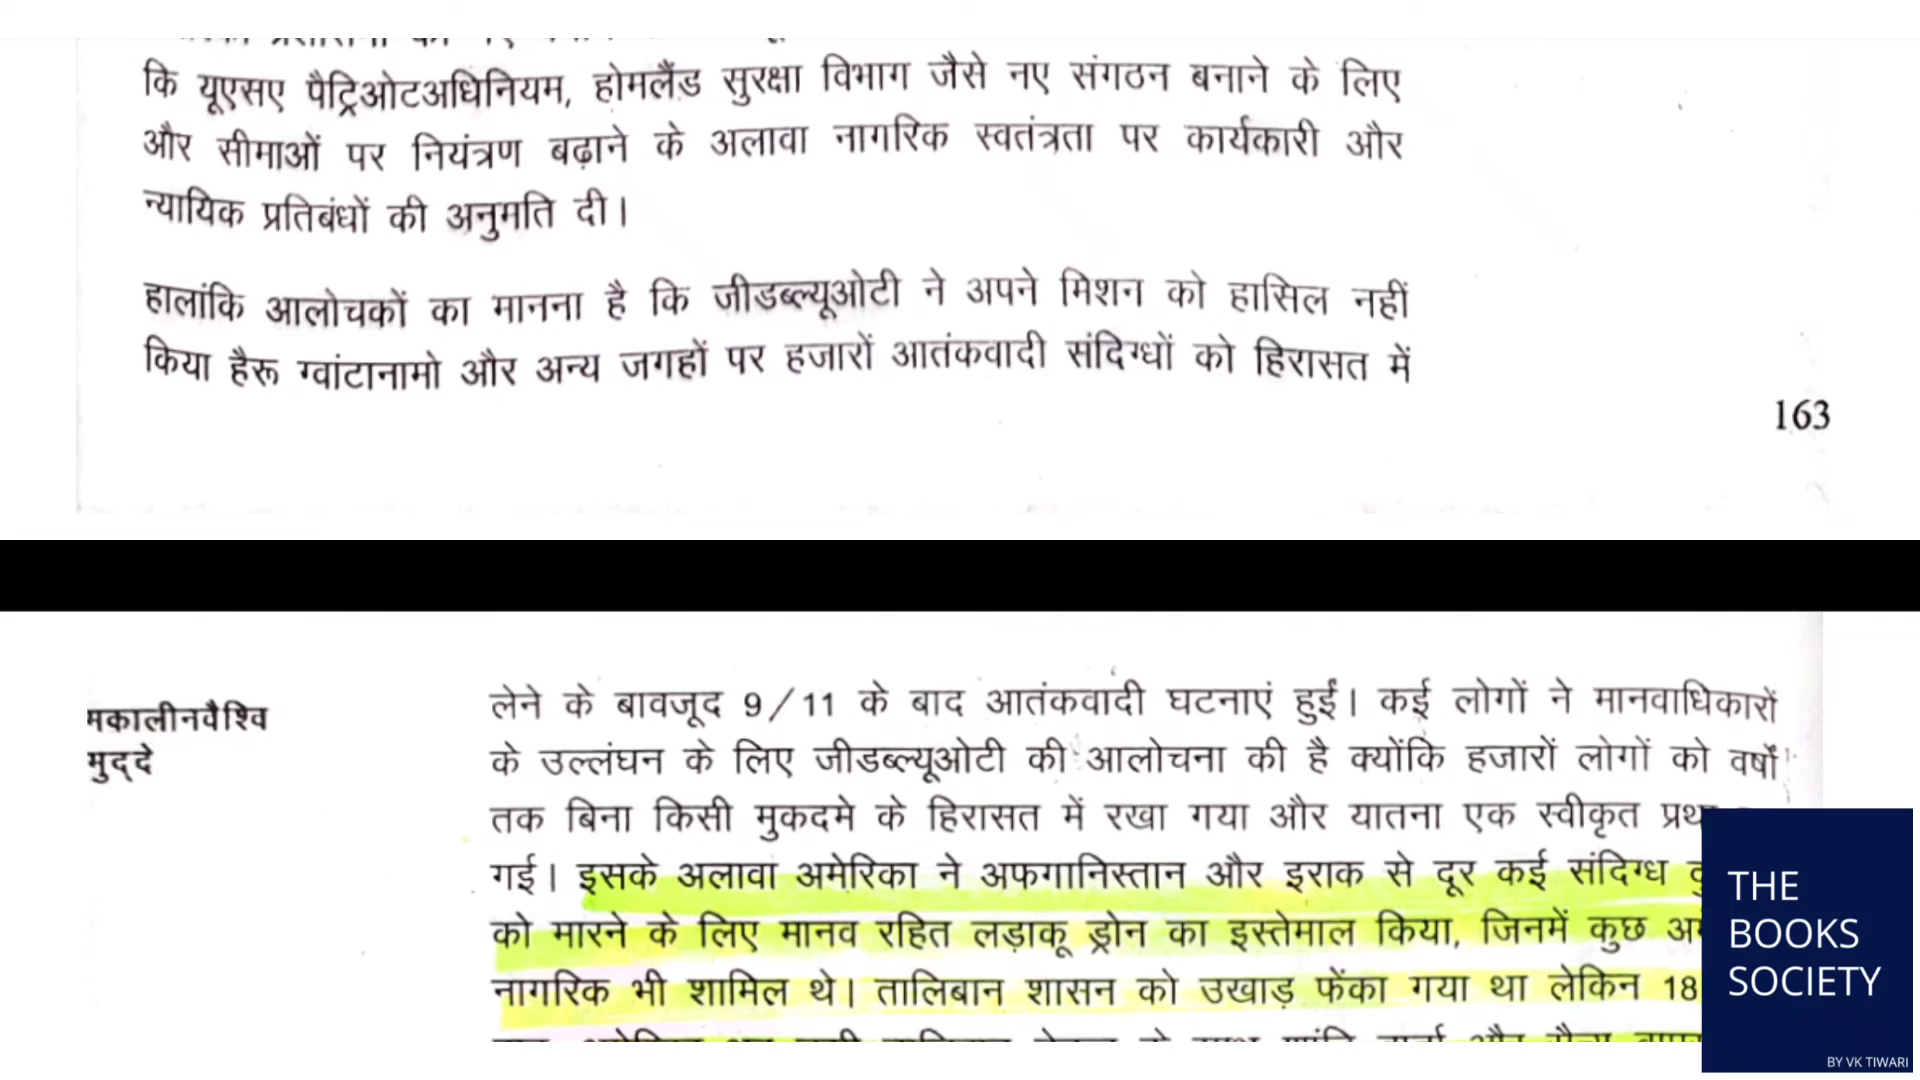 कि यूएसए पैट्रिओटअधिनियम, होमलैंड सुरक्षा विभाग जैसे नए संगठन बनाने के लिए
और सीमाओं पर नियंत्रण बढ़ाने के अलावा नागरिक स्वतंत्रता पर कार्यकारी और
न्यायिक प्रतिबंधों की अनुमति दी।
हालांकि आलोचकों का मानना है कि जीडब्ल्यूओटी ने अपने मिशन को हासिल नहीं
किया हैरू ग्वांटानामो और अन्य जगहों पर हजारों आतंकवादी संदिग्धों को हिरासत में
163
मकालीनवैश्वि
मुद्दे
लेने के बावजूद 9/11 के बाद आतंकवादी घटनाएं हुईं। कई लोगों ने मानवाधिकारों
के उल्लंघन के लिए जीडब्ल्यूओटी की आलोचना की है क्योंकि हजारों लोगों को वर्षों
तक बिना किसी मुकदमे के हिरासत में रखा गया और यातना एक स्वीकृत
गई। इसके अलावा अमेरिका ने अफगानिस्तान और इराक से दूर कई संदिग्ध
को मारने के लिए मानव रहित लड़ाकू ड्रोन का इस्तेमाल किया, जिनमें कुछ
नागरिक भी शामिल थे। तालिबान शासन को उखाड़ फेंका गया था लेकिन 18
THE
BOOKS
SOCIETY
BY VK TIWARI